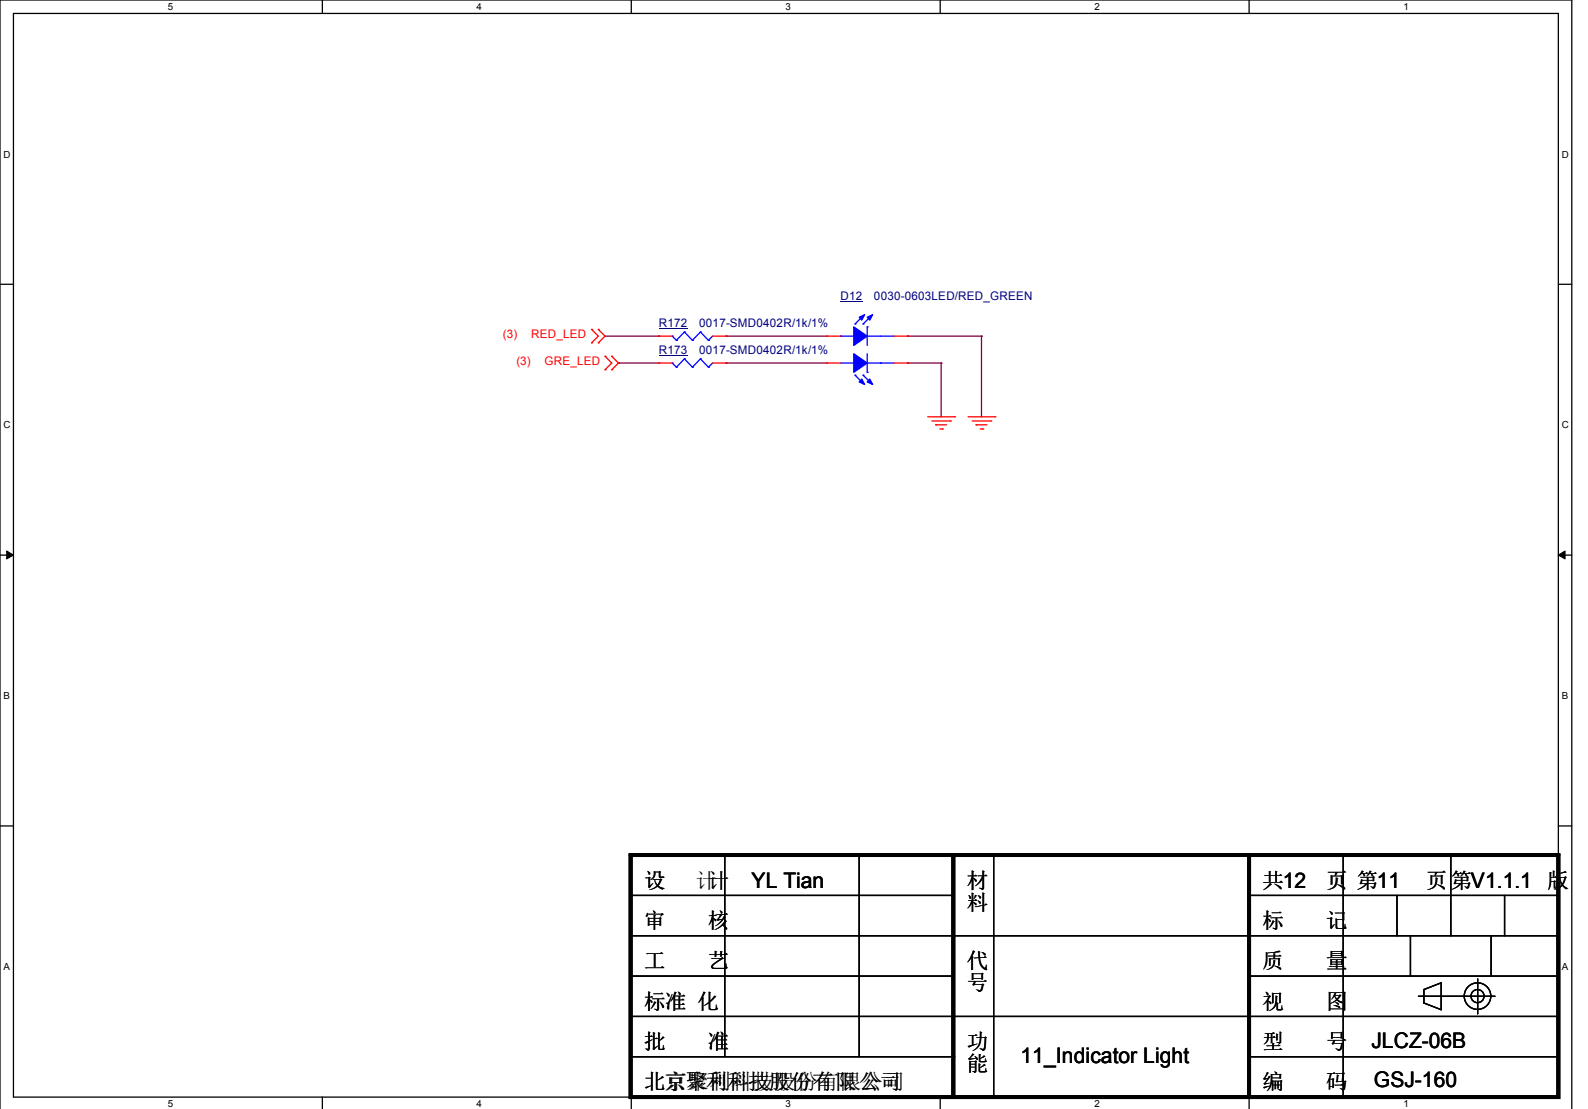 5 4 3 2 1
D D
D12 0030-0603LED/RED_GREEN
R172 0017-SMD0402R/1k/1%
(3) RED_LED
R173 0017-SMD0402R/1k/1%
(3) GRE_LED
C C
B B
A A
设 计 YL Tian
审 核
工 艺
标准 化
批 准
北京聚利科技股份有限公司
材料
代号
功能 11_Indicator Light
共12 页 第11 页 第V1.1.1 版
标 记
质 量
视 图
型 号 JLCZ-06B
编 码 GSJ-160
5 4 3 2 1